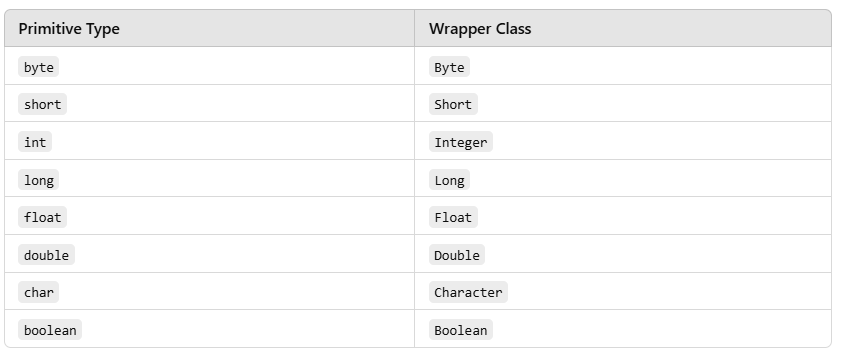 Primitive Type Wrapper Class
byte Byte
short Short
int Integer
long Long
float Float
double Double
char Character
boolean Boolean